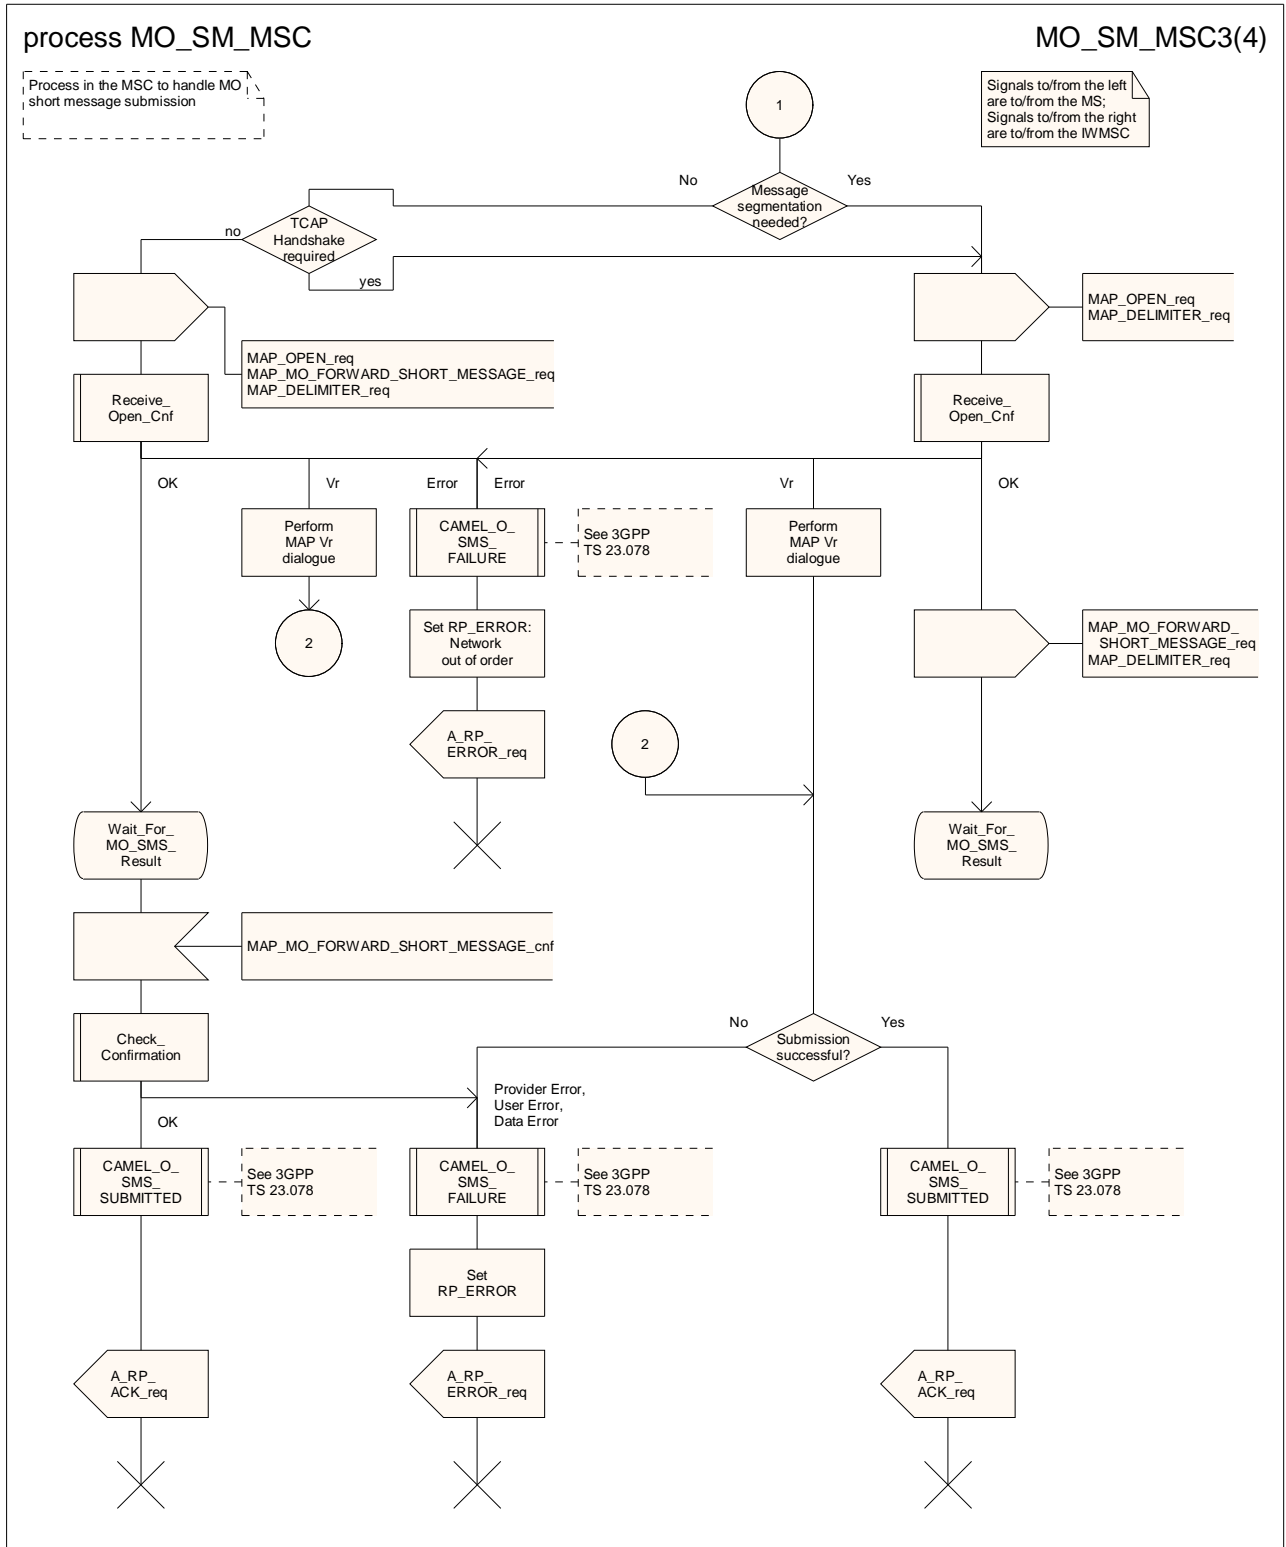 process MO_SM_MSC
MO_SM_MSC3(4)
Process in the MSC to handle MO
short message submission
1
Signals to/from the left
are to/from the MS;
Signals to/from the right
are to/from the IWMSC
No
Message
segmentation
needed?
Yes
TCAP
Handshake
required
no
yes
MAP_OPEN_req
MAP_DELIMITER_req
MAP_OPEN_req
MAP_MO_FORWARD_SHORT_MESSAGE_req
MAP_DELIMITER_req
Receive_
Open_Cnf
Receive_
Open_Cnf
OK
Vr
Error
Error
Vr
OK
Perform
MAP Vr
dialogue
CAMEL_O_
SMS_
FAILURE
See 3GPP
TS 23.078
Perform
MAP Vr
dialogue
2
Set RP_ERROR:
Network
out of order
MAP_MO_FORWARD_
SHORT_MESSAGE_req
MAP_DELIMITER_req
A_RP_
ERROR_req
2
Wait_For_
MO_SMS_
Result
Wait_For_
MO_SMS_
Result
MAP_MO_FORWARD_SHORT_MESSAGE_cnf
Check_
Confirmation
No
Submission
successful?
Yes
OK
Provider Error,
User Error,
Data Error
CAMEL_O_
SMS_
SUBMITTED
See 3GPP
TS 23.078
CAMEL_O_
SMS_
FAILURE
See 3GPP
TS 23.078
CAMEL_O_
SMS_
SUBMITTED
See 3GPP
TS 23.078
Set
RP_ERROR
A_RP_
ACK_req
A_RP_
ERROR_req
A_RP_
ACK_req